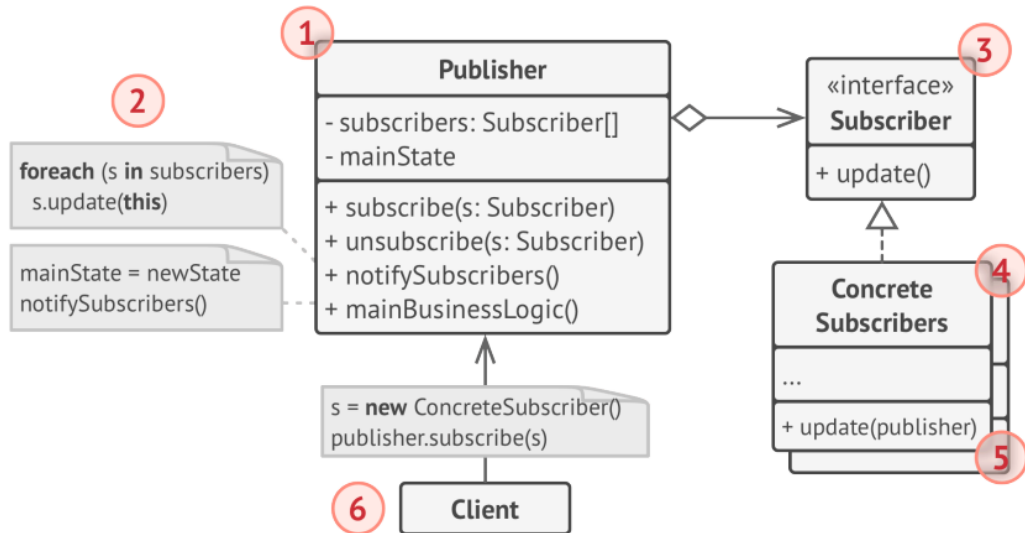 1
Publisher
- subscribers: Subscriber[]
- mainState
+ subscribe(s: Subscriber)
+ unsubscribe(s: Subscriber)
+ notifySubscribers()
+ mainBusinessLogic()
2
foreach (s in subscribers)
s.update(this)
mainState = newState
notifySubscribers()
3
«interface»
Subscriber
+ update()
4
Concrete
Subscribers
...
+ update(publisher)
5
s = new ConcreteSubscriber()
publisher.subscribe(s)
6
Client